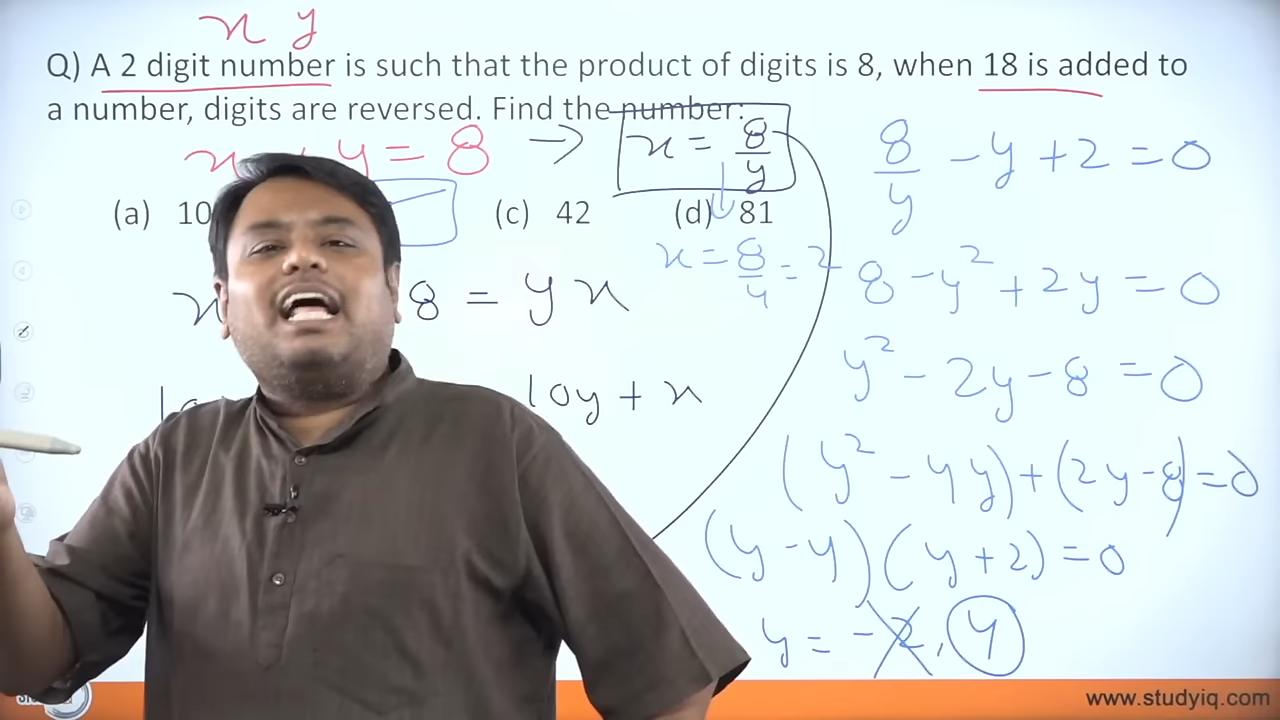 x y
Q) A 2 digit number is such that the product of digits is 8, when 18 is added to
a number, digits are reversed. Find the number:
y = 8 → x = 8/y
8/y - y + 2 = 0
(a) 10 (c) 42 (d) 81
x = 8/4 = 2
8 - y² + 2y = 0
8 = y x
y² - 2y - 8 = 0
10y + x
(y² - 4y) + (2y - 8) = 0
(y - 4) (y + 2) = 0
y = -2, 4
www.studyiq.com